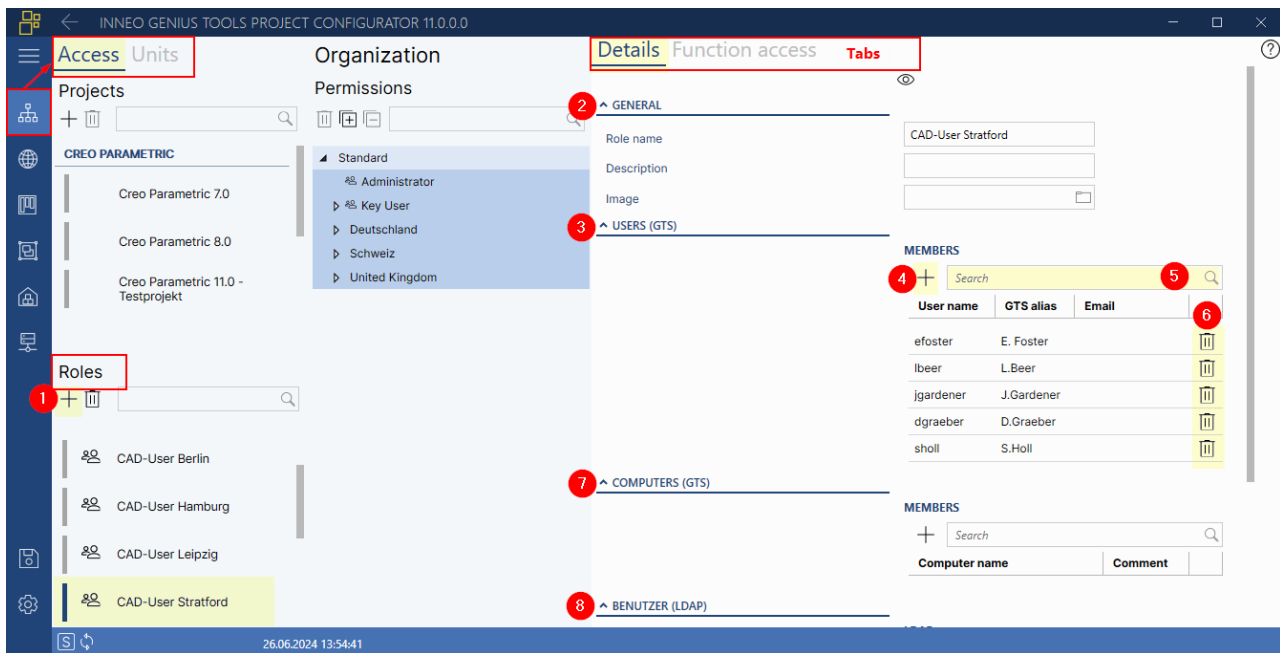 INNEO GENIUS TOOLS PROJECT CONFIGURATOR 11.0.0.0
Access Units
Projects
CREO PARAMETRIC
Creo Parametric 7.0
Creo Parametric 8.0
Creo Parametric 11.0 -
Testprojekt
Roles
1
CAD-User Berlin
CAD-User Hamburg
CAD-User Leipzig
CAD-User Stratford
Organization
Permissions
Standard
Administrator
Key User
Deutschland
Schweiz
United Kingdom
Details Function access Tabs
2 GENERAL
Role name CAD-User Stratford
Description
Image
3 USERS (GTS)
MEMBERS
4 Search 5
User name GTS alias Email 6
efoster E. Foster
lbeer L.Beer
jgardener J.Gardener
dgraeber D.Graeber
sholl S.Holl
7 COMPUTERS (GTS)
MEMBERS
Search
Computer name Comment
8 BENUTZER (LDAP)
S 26.06.2024 13:54:41